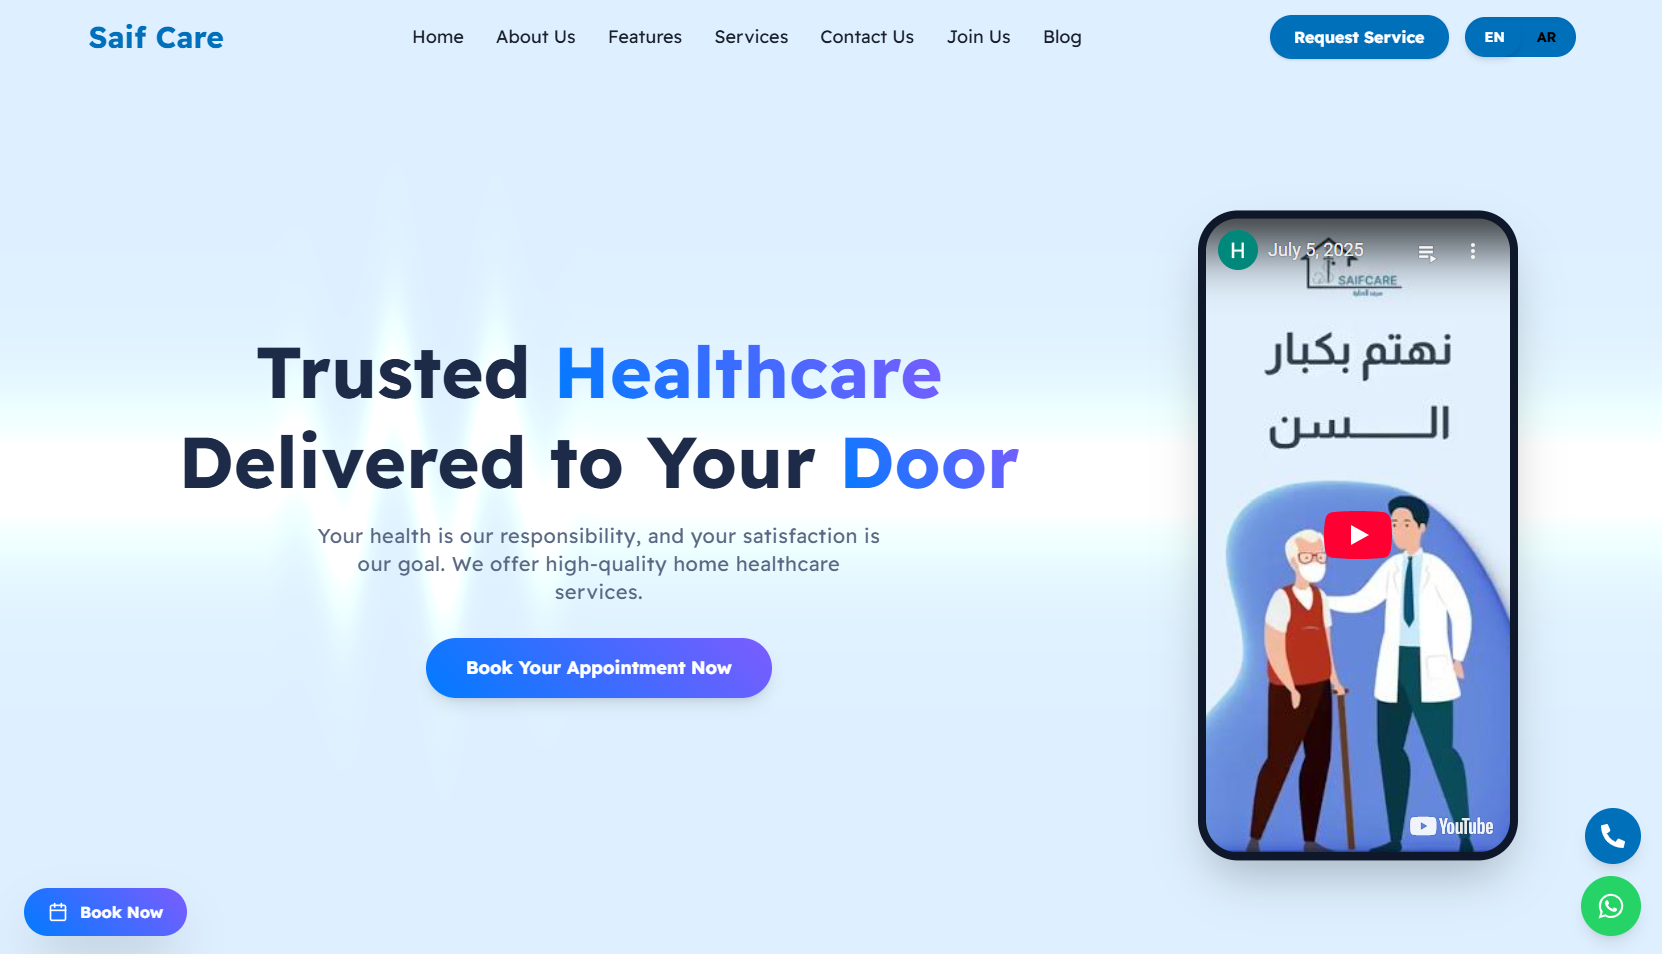 Saif Care
Home
About Us
Features
Services
Contact Us
Join Us
Blog
Request Service
EN
AR
Trusted Healthcare
Delivered to Your Door
Your health is our responsibility, and your satisfaction is
our goal. We offer high-quality home healthcare
services.
Book Your Appointment Now
H
July 5, 2025
SAIFCARE
نهتم بكبار
الـــــسن
YouTube
Book Now